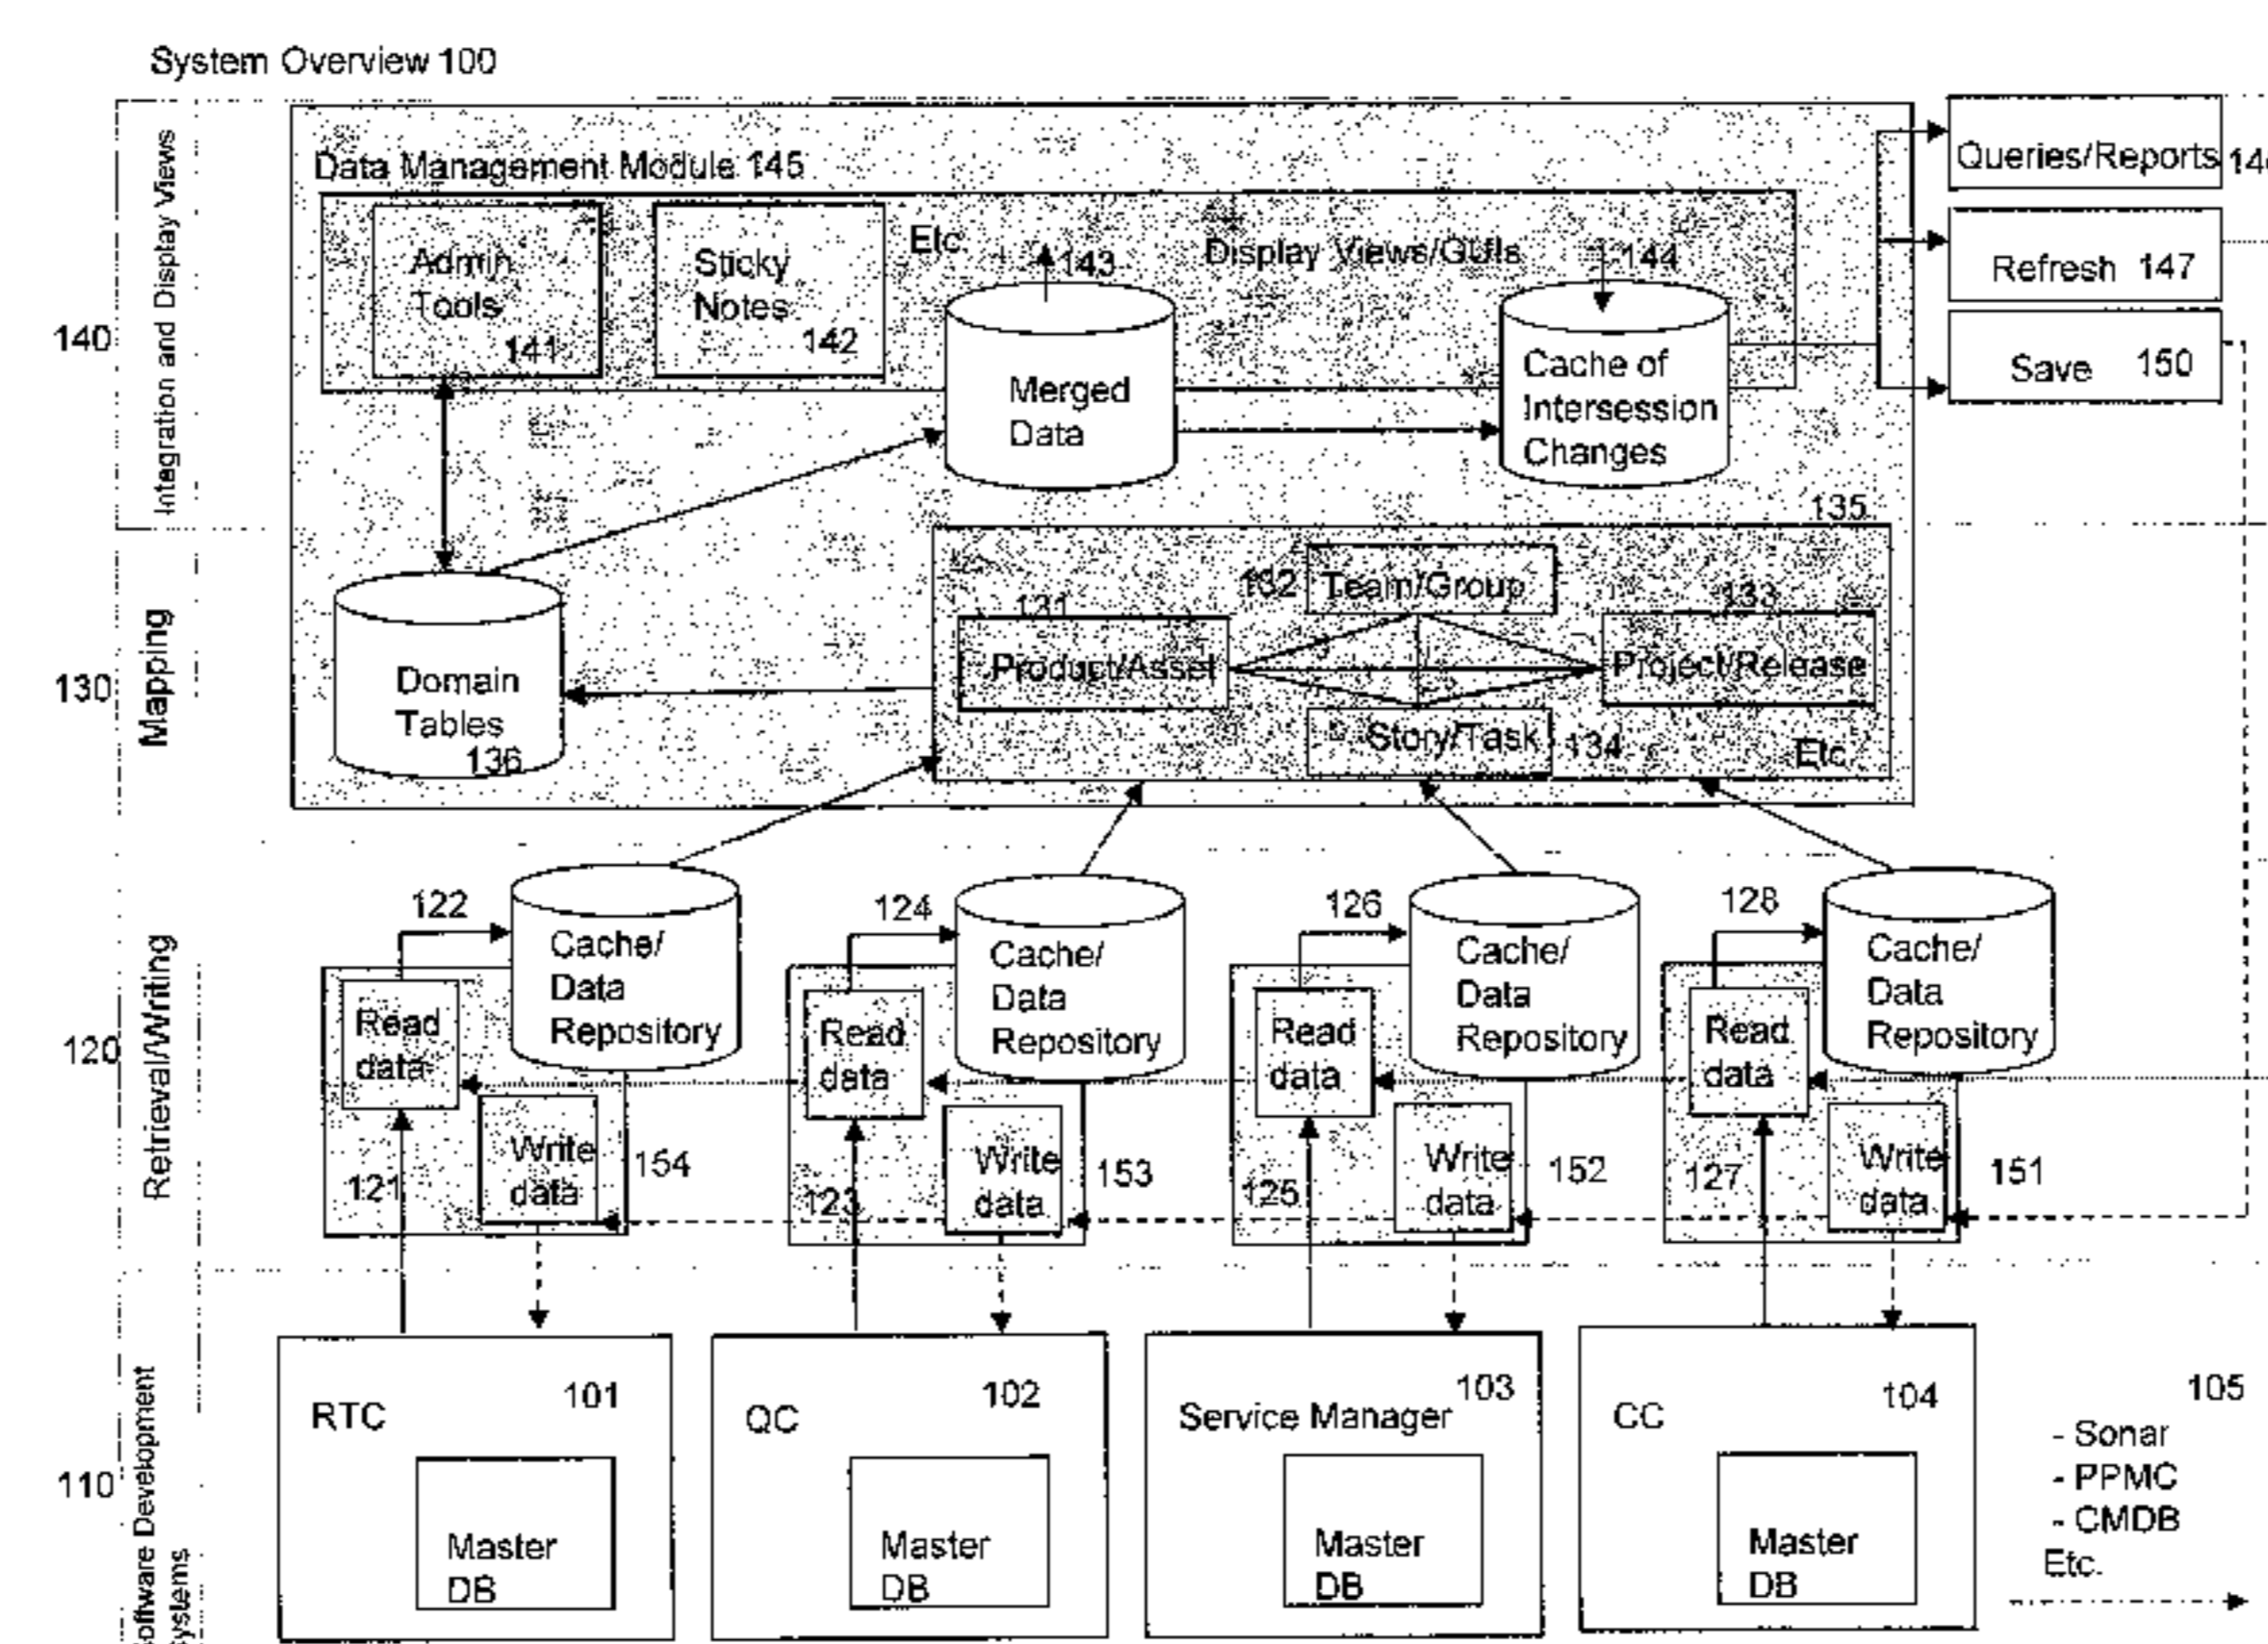 System Overview 100
Integration and Display Views
140
Data Management Module 145
Admin
Tools
141
Sticky
Notes
142
Etc.
143
Display Views/GUIs
144
Merged
Data
Cache of
Intersession
Changes
Queries/Reports
Refresh 147
Save 150
Mapping
130
135
Domain
Tables
136
131
Product/Asset
132
Team/Group
133
Project/Release
Story/Task
134
Etc
Retrieval/Writing
120
122
Cache/
Data
Repository
Read
data
121
Write
data
154
124
Cache/
Data
Repository
Read
data
123
Write
data
153
126
Cache/
Data
Repository
Read
data
125
Write
data
152
128
Cache/
Data
Repository
Read
data
127
Write
data
151
110
Development
RTC
101
Master
DB
QC
102
Master
DB
Service Manager
103
Master
DB
CC
104
Master
DB
105
- Sonar
- PPMC
- CMDB
Etc.